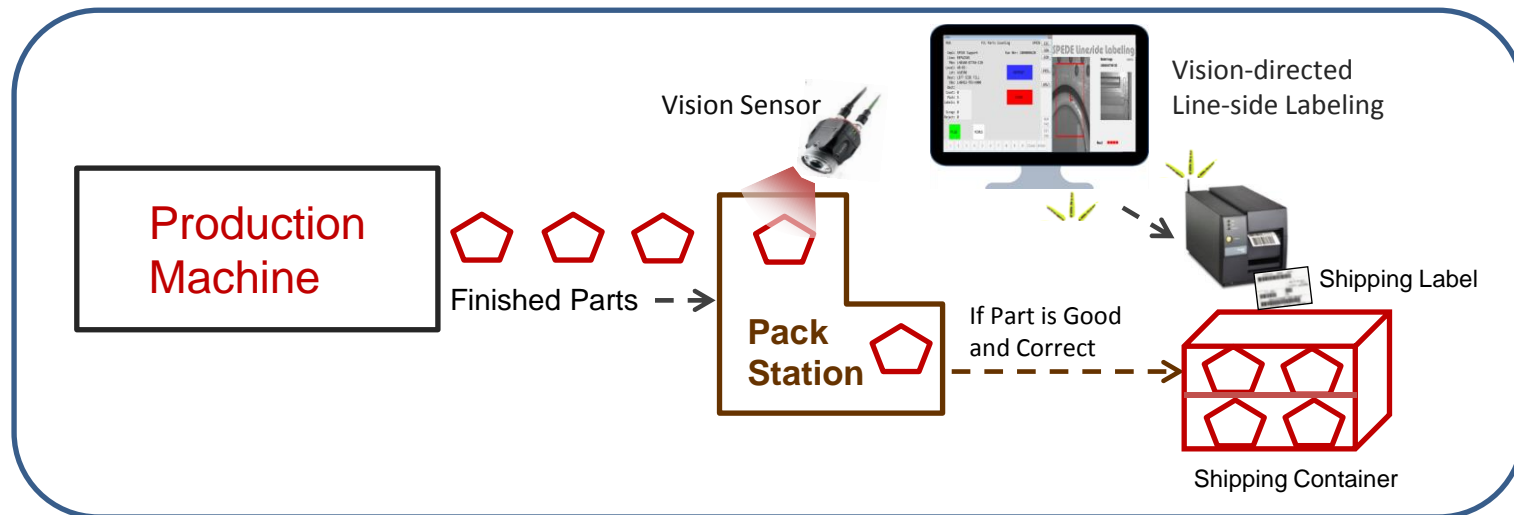 Production
Machine
Finished Parts
Vision Sensor
Pack
Station
If Part is Good
and Correct
SPEDE Lineside Labeling
Vision-directed
Line-side Labeling
Shipping Label
Shipping Container